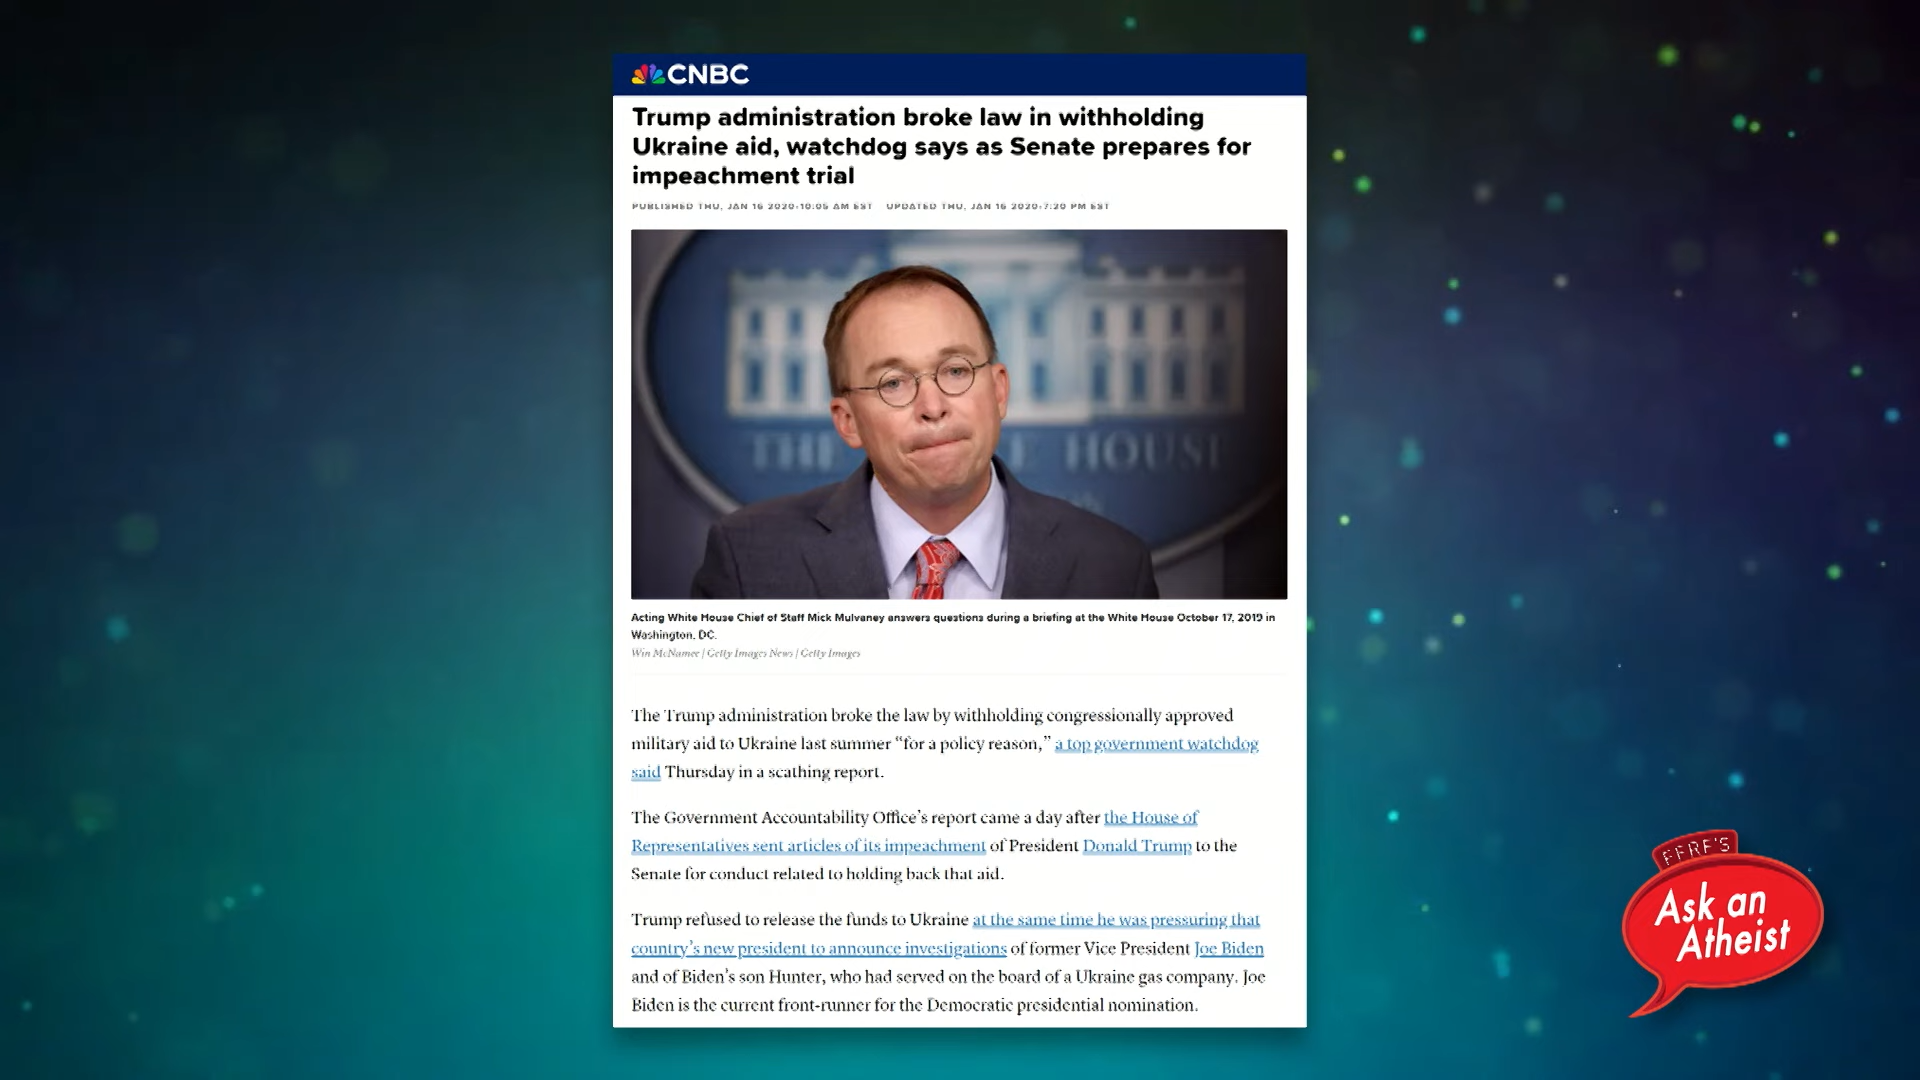 CNBC
Trump administration broke law in withholding
Ukraine aid, watchdog says as Senate prepares for
impeachment trial
PUBLISHED THU, JAN 16 2020·10:05 AM EST UPDATED THU, JAN 16 2020·7:20 PM EST
THE HOUSE
Acting White House Chief of Staff Mick Mulvaney answers questions during a briefing at the White House October 17, 2019 in
Washington, DC.
Win McNamee | Getty Images News | Getty Images
The Trump administration broke the law by withholding congressionally approved
military aid to Ukraine last summer “for a policy reason,” a top government watchdog
said Thursday in a scathing report.
The Government Accountability Office’s report came a day after the House of
Representatives sent articles of its impeachment of President Donald Trump to the
Senate for conduct related to holding back that aid.
Trump refused to release the funds to Ukraine at the same time he was pressuring that
country’s new president to announce investigations of former Vice President Joe Biden
and of Biden’s son Hunter, who had served on the board of a Ukraine gas company. Joe
Biden is the current front-runner for the Democratic presidential nomination.
FFRF'S
Ask an
Atheist